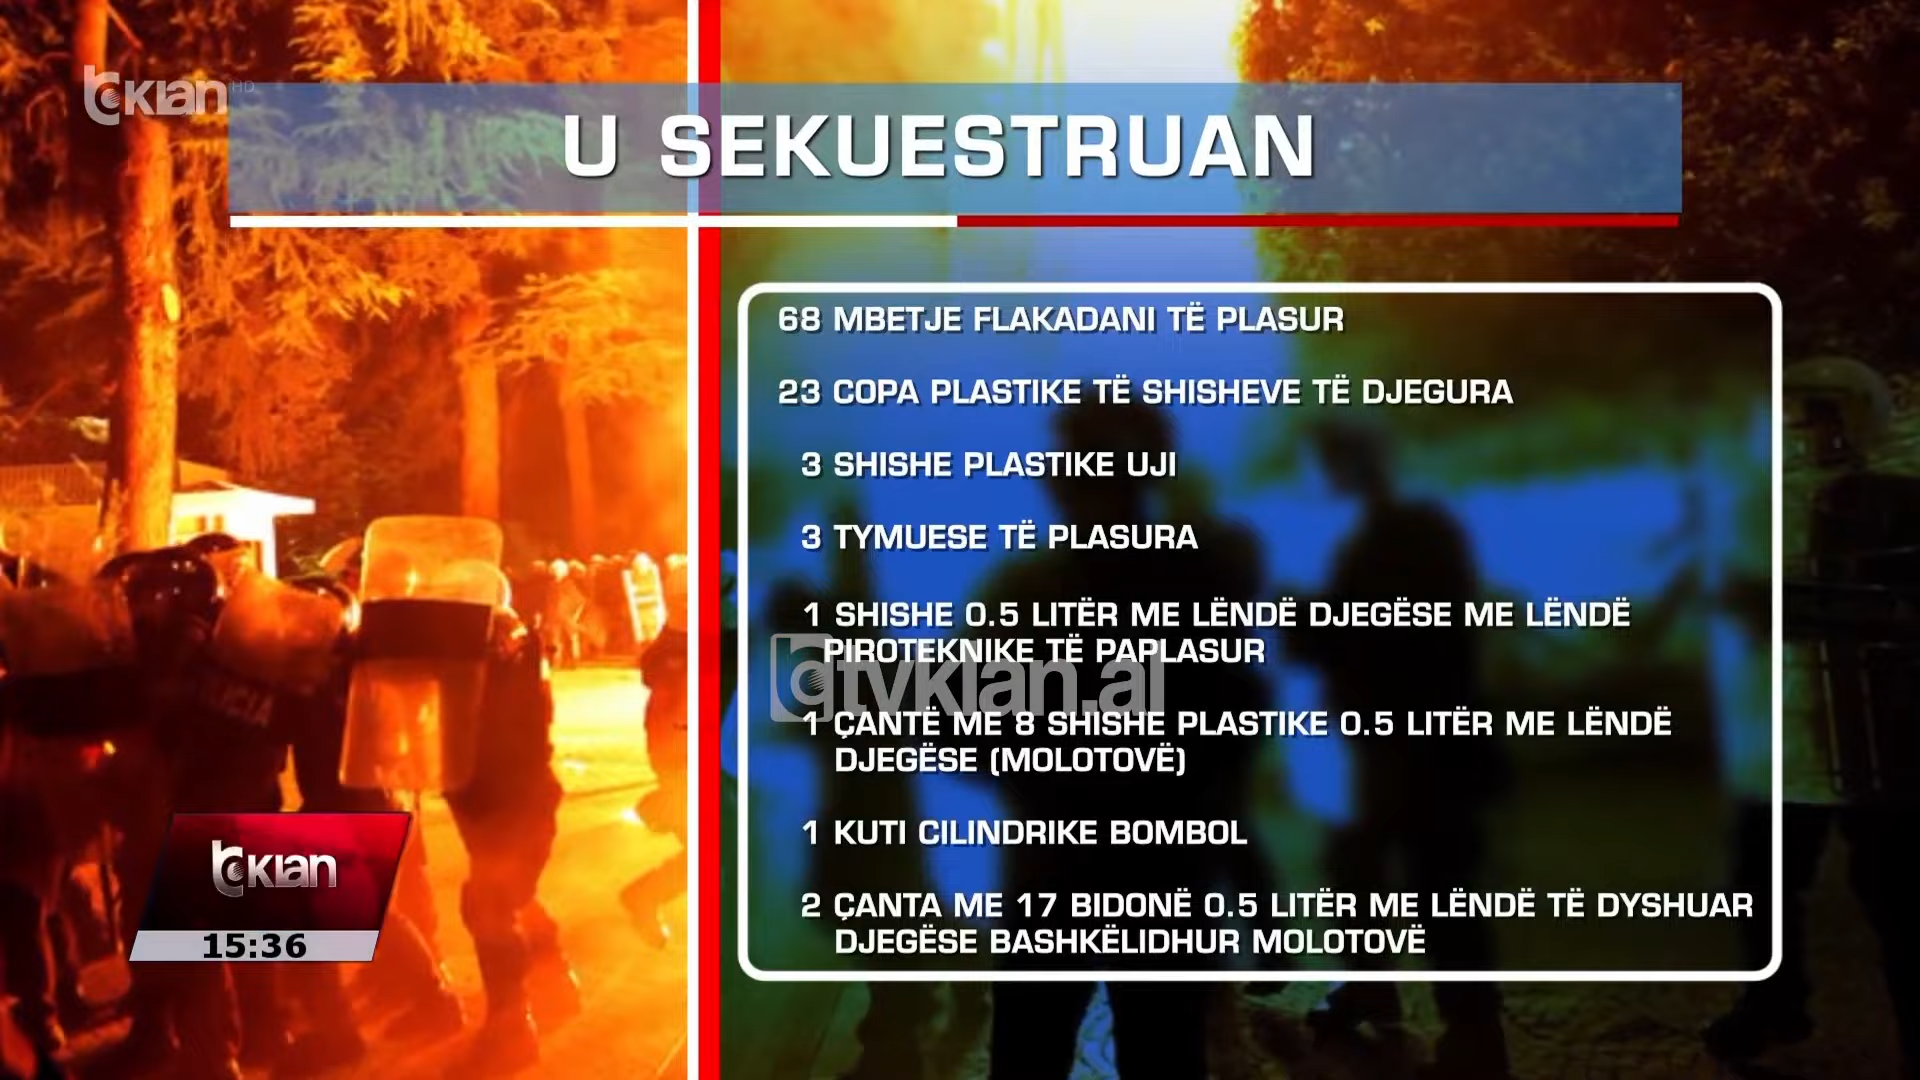 tcKlan HD
U SEKUESTRUAN
68 MBETJE FLAKADANI TË PLASUR
23 COPA PLASTIKE TË SHISHEVE TË DJEGURA
3 SHISHE PLASTIKE UJI
3 TYMUESE TË PLASURA
1 SHISHE 0.5 LITËR ME LËNDË DJEGËSE ME LËNDË
PIROTEKNIKE TË PAPLASUR
tvklan.al
1 ÇANTË ME 8 SHISHE PLASTIKE 0.5 LITËR ME LËNDË
DJEGËSE (MOLOTOVË)
1 KUTI CILINDRIKE BOMBOL
2 ÇANTA ME 17 BIDONË 0.5 LITËR ME LËNDË TË DYSHUAR
DJEGËSE BASHKËLIDHUR MOLOTOVË
tcKlan
15:36